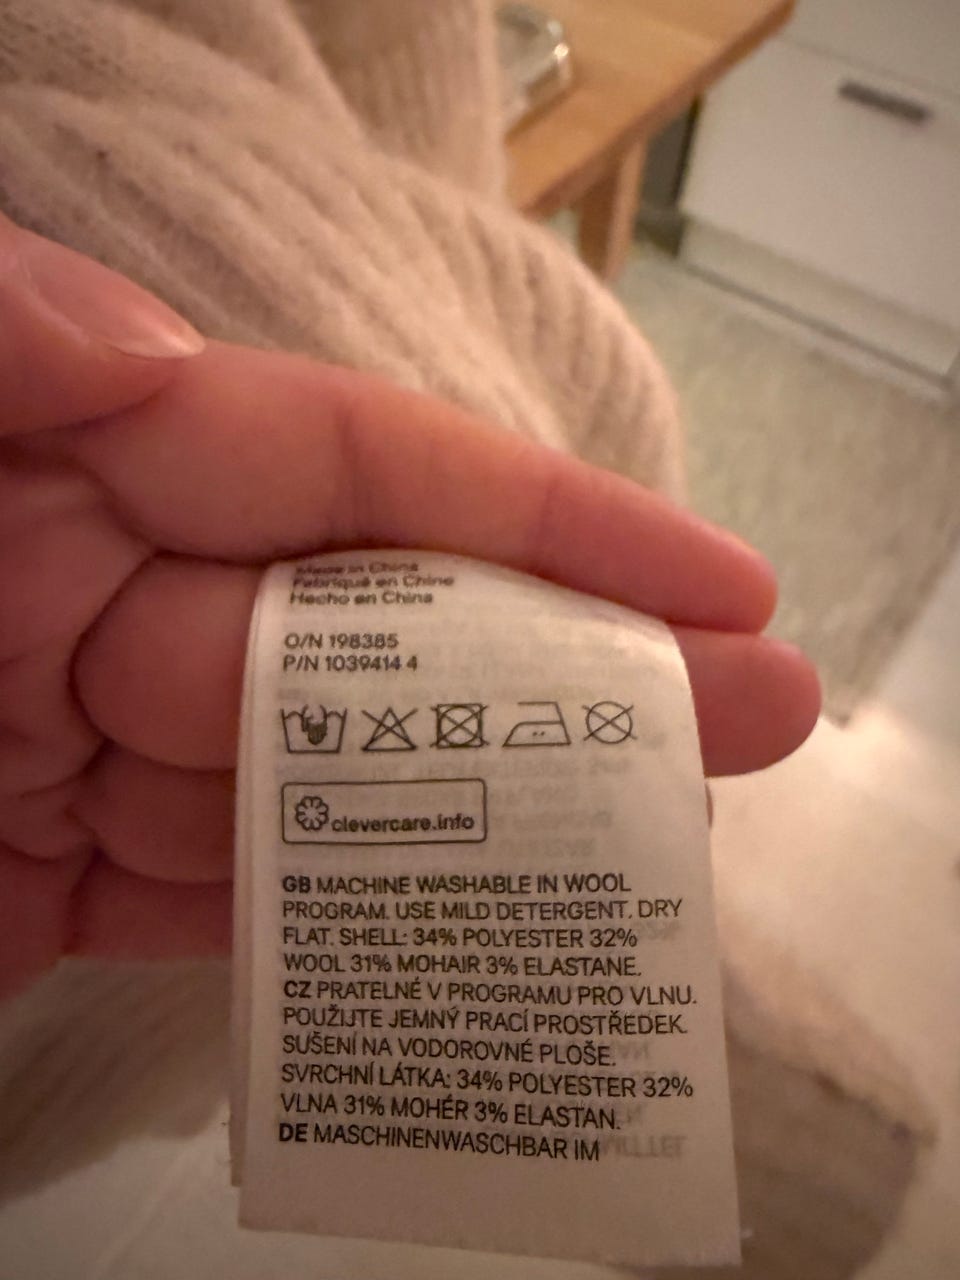 Made in China
Fabriqué en Chine
Hecho en China
O/N 198385
P/N 1039414 4
clevercare.info
GB MACHINE WASHABLE IN WOOL
PROGRAM. USE MILD DETERGENT. DRY
FLAT. SHELL: 34% POLYESTER 32%
WOOL 31% MOHAIR 3% ELASTANE.
CZ PRATELNÉ V PROGRAMU PRO VLNU.
POUŽIJTE JEMNÝ PRACÍ PROSTŘEDEK.
SUŠENÍ NA VODOROVNÉ PLOŠE.
SVRCHNÍ LÁTKA: 34% POLYESTER 32%
VLNA 31% MOHÉR 3% ELASTAN.
DE MASCHINENWASCHBAR IM